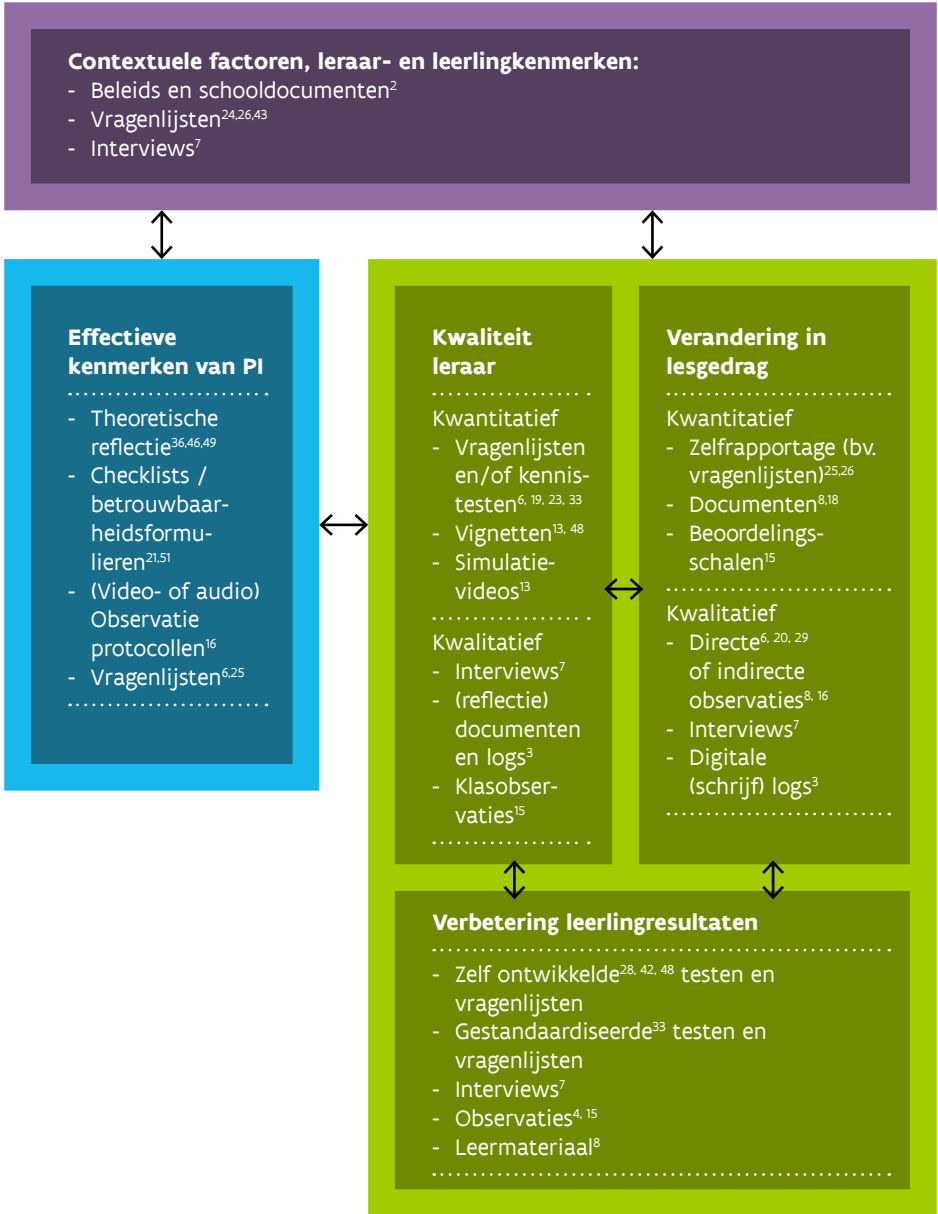 Contextuele factoren, leraar- en leerlingkenmerken:
- Beleids en schooldocumenten2
- Vragenlijsten24,26,43
- Interviews7
Effectieve
kenmerken van PI
- Theoretische
reflectie36,46,49
- Checklists /
betrouwbaar-
heidsformu-
lieren21,51
- (Video- of audio)
Observatie
protocollen16
- Vragenlijsten6,25
Kwaliteit
leraar
Kwantitatief
- Vragenlijsten
en/of kennis-
testen6, 19, 23, 33
- Vignetten13, 48
- Simulatie-
videos13
Kwalitatief
- Interviews7
- (reflectie)
documenten
en logs3
- Klasobser-
vaties15
Verandering in
lesgedrag
Kwantitatief
- Zelfrapportage (bv.
vragenlijsten)25,26
- Documenten8,18
- Beoordelings-
schalen15
Kwalitatief
- Directe6, 20, 29
of indirecte
observaties8, 16
- Interviews7
- Digitale
(schrijf) logs3
Verbetering leerlingresultaten
- Zelf ontwikkelde28, 42, 48 testen en
vragenlijsten
- Gestandaardiseerde33 testen en
vragenlijsten
- Interviews7
- Observaties4, 15
- Leermateriaal8